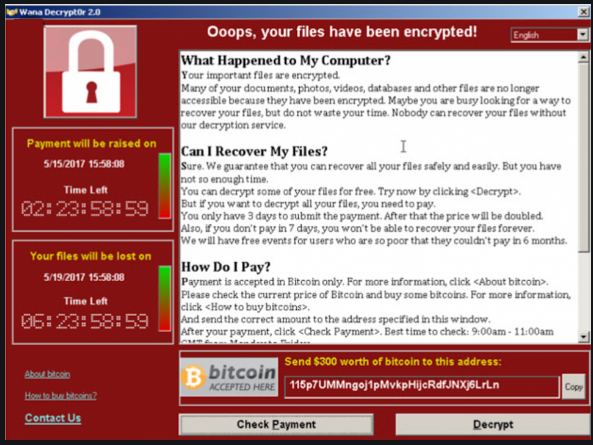 Wana Decrypt0r 2.0
Ooops, your files have been encrypted!
English
Payment will be raised on
5/15/2017 15:58:08
Time Left
02:23:58:59
Your files will be lost on
5/19/2017 15:58:08
Time Left
06:23:58:59
About bitcoin
How to buy bitcoins?
Contact Us
What Happened to My Computer?
Your important files are encrypted.
Many of your documents, photos, videos, databases and other files are no longer
accessible because they have been encrypted. Maybe you are busy looking for a way to
recover your files, but do not waste your time. Nobody can recover your files without
our decryption service.
Can I Recover My Files?
Sure. We guarantee that you can recover all your files safely and easily. But you have
not so enough time.
You can decrypt some of your files for free. Try now by clicking <Decrypt>.
But if you want to decrypt all your files, you need to pay.
You only have 3 days to submit the payment. After that the price will be doubled.
Also, if you don't pay in 7 days, you won't be able to recover your files forever.
We will have free events for users who are so poor that they couldn't pay in 6 months.
How Do I Pay?
Payment is accepted in Bitcoin only. For more information, click <About bitcoin>.
Please check the current price of Bitcoin and buy some bitcoins. For more information,
click <How to buy bitcoins>.
And send the correct amount to the address specified in this window.
After your payment, click <Check Payment>. Best time to check: 9:00am - 11:00am
GMT from Monday to Friday.
bitcoin
ACCEPTED HERE
Send $300 worth of bitcoin to this address:
115p7UMMngoj1pMvkpHijcRdfJNXj6LrLn
Copy
Check Payment
Decrypt